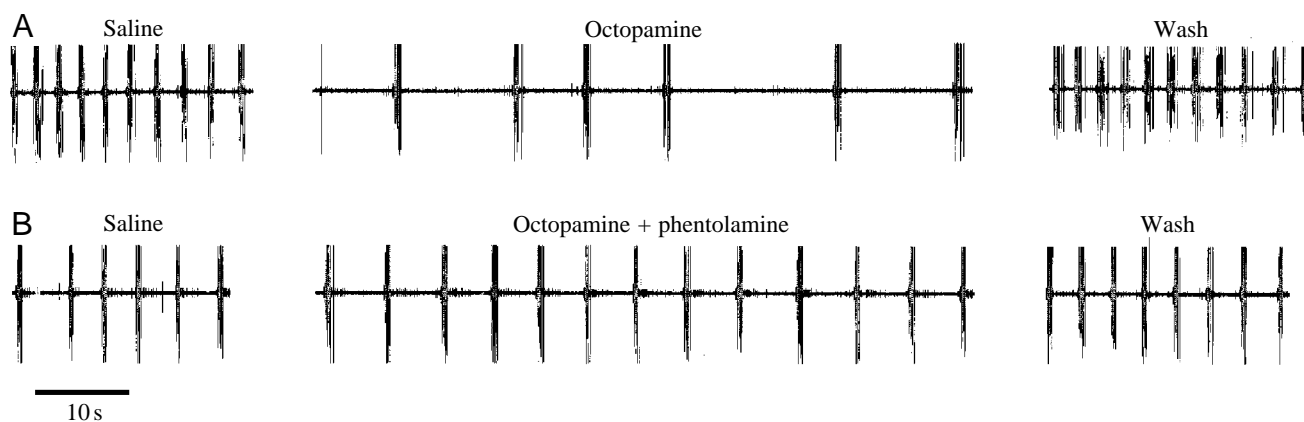 A
Saline
Octopamine
Wash
B
Saline
Octopamine + phentolamine
Wash
10 s